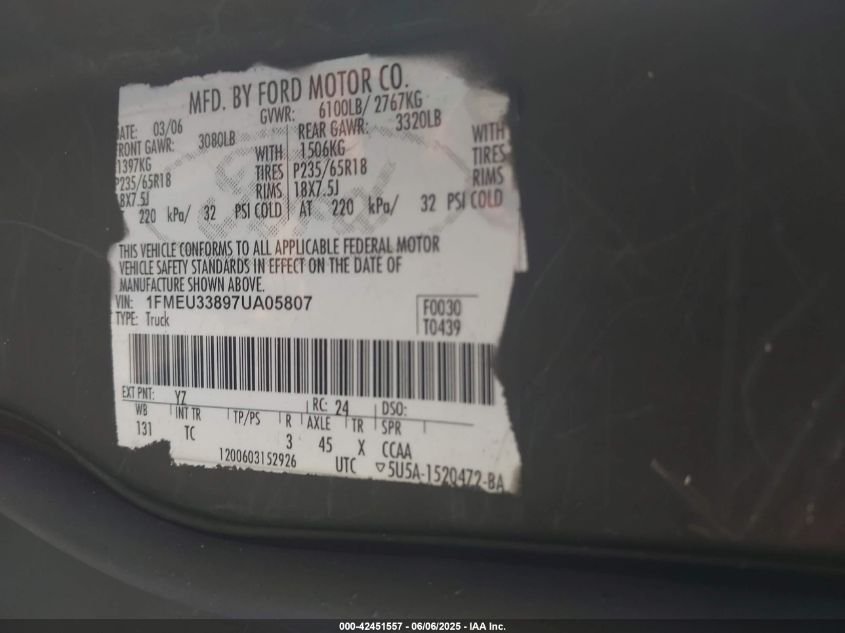 MFD. BY FORD MOTOR CO.
DATE: 03/06 GVWR: 6100LB/ 2767KG
FRONT GAWR: 3080LB REAR GAWR: 3320LB
1397KG WITH 1506KG WITH
P235/65R18 TIRES P235/65R18 TIRES
18X7.5J RIMS 18X7.5J RIMS
220 kPa/ 32 PSI COLD AT 220 kPa/ 32 PSI COLD
THIS VEHICLE CONFORMS TO ALL APPLICABLE FEDERAL MOTOR
VEHICLE SAFETY STANDARDS IN EFFECT ON THE DATE OF
MANUFACTURE SHOWN ABOVE.
VIN: 1FMEU33897UA05807 F0030
TYPE: Truck T0439
EXT PNT: YZ RC: 24 DSO:
WB INT TR TP/PS R AXLE TR SPR
131 TC 3 45 X CCAA
1200603152926 UTC ▽5U5A-1520472-BA
000-42451557 - 06/06/2025 - IAA Inc.